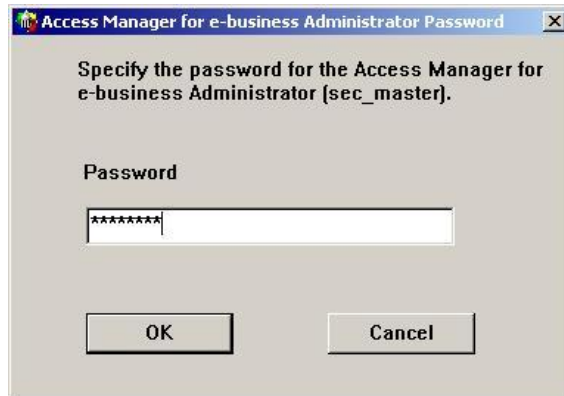 Access Manager for e-business Administrator Password
Specify the password for the Access Manager for
e-business Administrator (sec_master).
Password
********
OK
Cancel